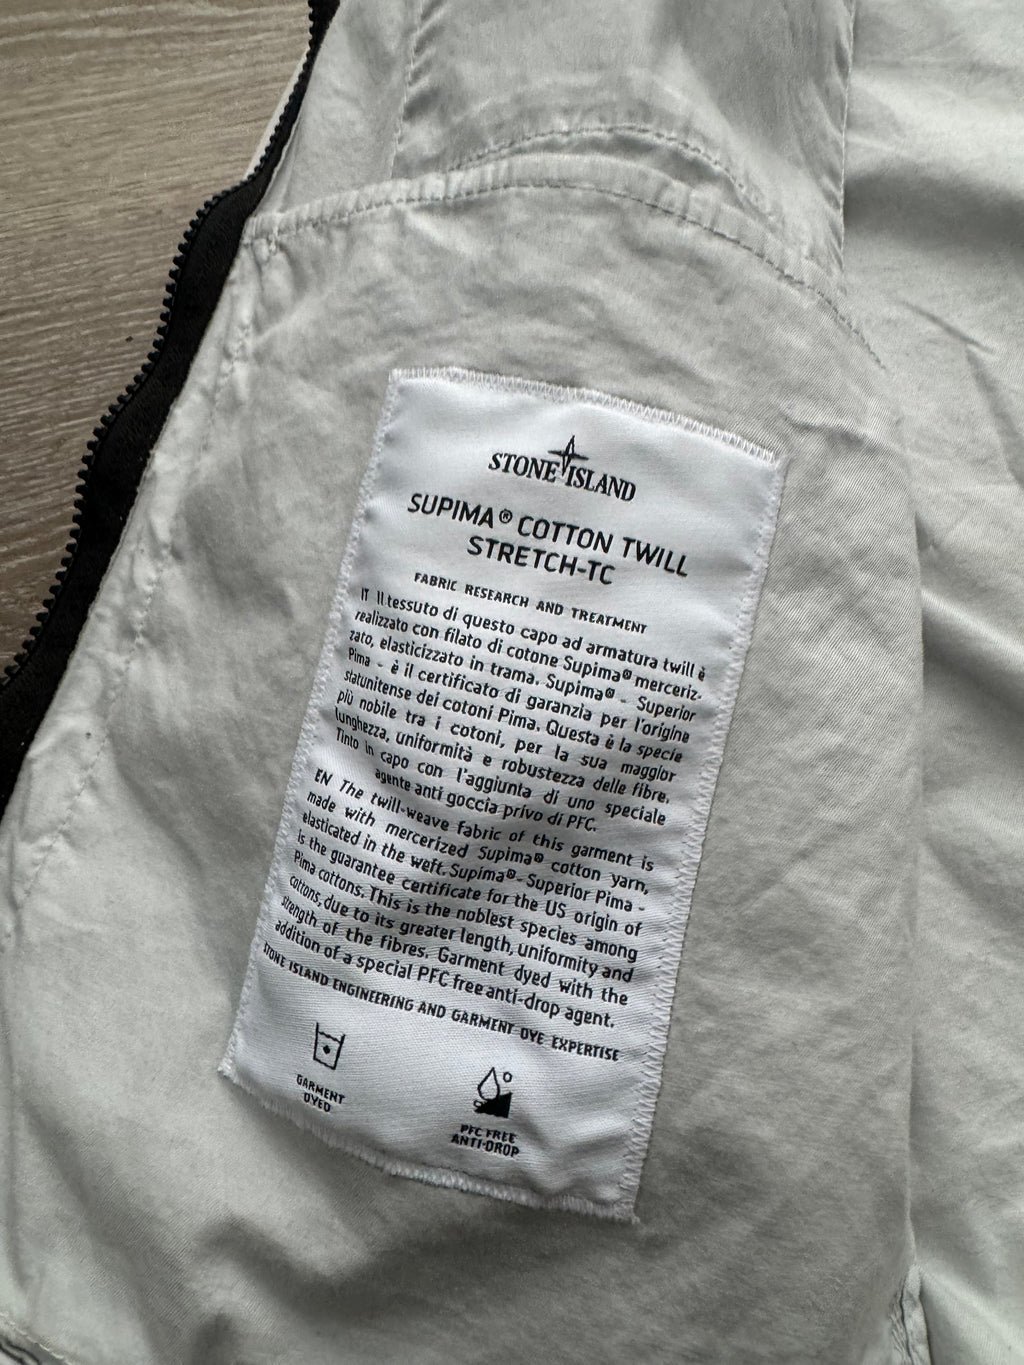 STONE ISLAND
SUPIMA® COTTON TWILL
STRETCH-TC
FABRIC RESEARCH AND TREATMENT
IT Il tessuto di questo capo ad armatura twill è
realizzato con filato di cotone Supima® merceriz-
zato, elasticizzato in trama. Supima® - Superior
Pima - è il certificato di garanzia per l'origine
statunitense dei cotoni Pima. Questa è la specie
più nobile tra i cotoni, per la sua maggior
lunghezza, uniformità e robustezza delle fibre.
Tinto in capo con l'aggiunta di uno speciale
agente anti goccia privo di PFC.
EN The twill-weave fabric of this garment is
made with mercerized Supima® cotton yarn,
elasticated in the weft. Supima® - Superior Pima -
is the guarantee certificate for the US origin of
Pima cottons. This is the noblest species among
cottons, due to its greater length, uniformity and
strength of the fibres. Garment dyed with the
addition of a special PFC free anti-drop agent.
STONE ISLAND ENGINEERING AND GARMENT DYE EXPERTISE
GARMENT
DYED
PFC FREE
ANTI-DROP